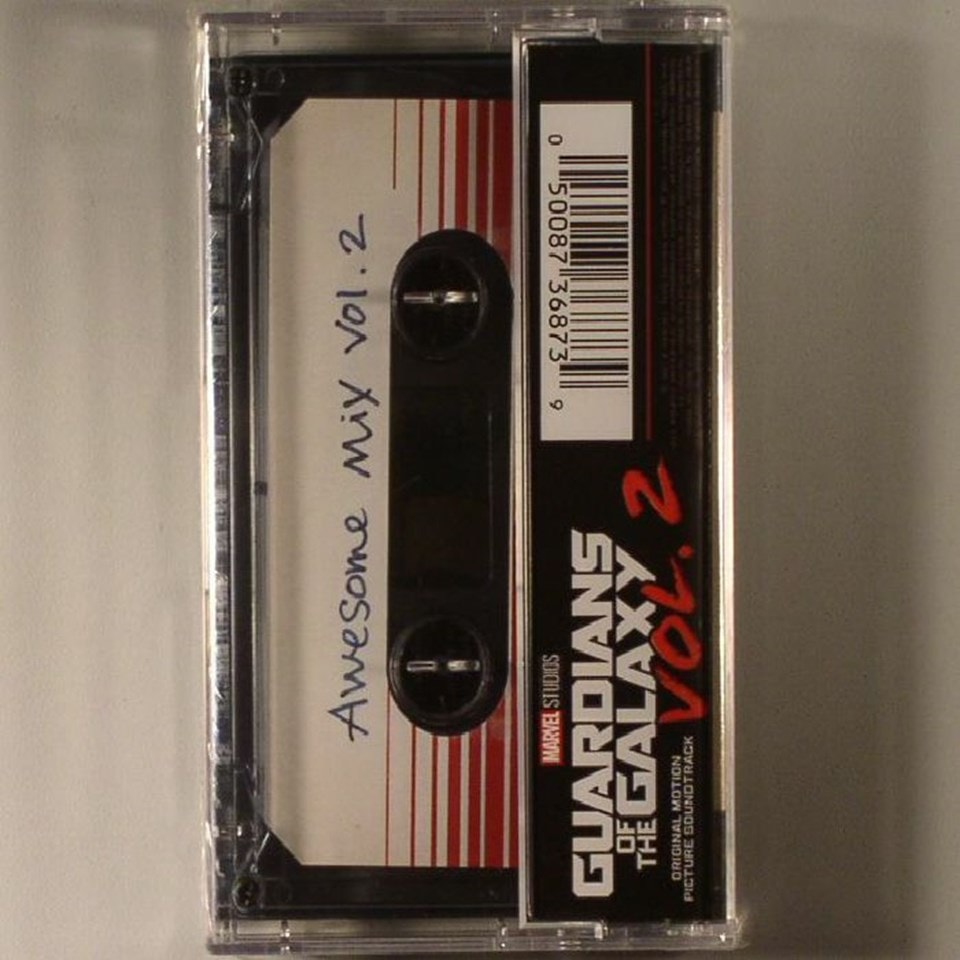 Awesome Mix Vol. 2
0 50087 36873 9
MARVEL STUDIOS
GUARDIANS
OF
THE GALAXY
VOL. 2
ORIGINAL MOTION
PICTURE SOUNDTRACK